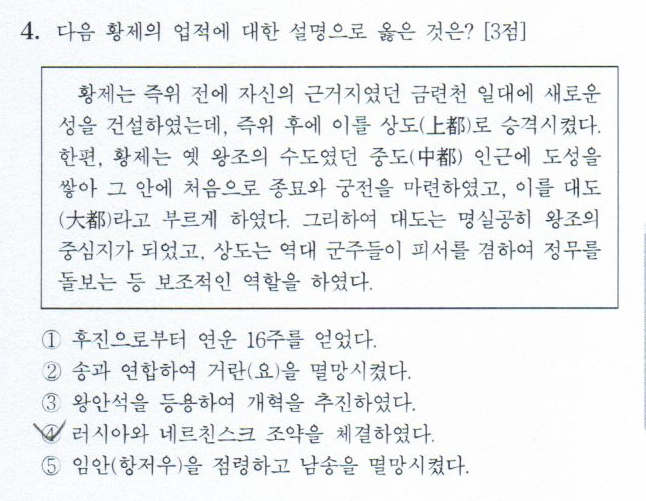 4. 다음 황제의 업적에 대한 설명으로 옳은 것은? [3점]
황제는 즉위 전에 자신의 근거지였던 금련천 일대에 새로운
성을 건설하였는데, 즉위 후에 이를 상도(上都)로 승격시켰다.
한편, 황제는 옛 왕조의 수도였던 중도(中都) 인근에 도성을
쌓아 그 안에 처음으로 종묘와 궁전을 마련하였고, 이를 대도
(大都)라고 부르게 하였다. 그리하여 대도는 명실공히 왕조의
중심지가 되었고, 상도는 역대 군주들이 피서를 겸하여 정무를
돌보는 등 보조적인 역할을 하였다.
① 후진으로부터 연운 16주를 얻었다.
② 송과 연합하여 거란(요)을 멸망시켰다.
③ 왕안석을 등용하여 개혁을 추진하였다.
④ 러시아와 네르친스크 조약을 체결하였다.
⑤ 임안(항저우)을 점령하고 남송을 멸망시켰다.